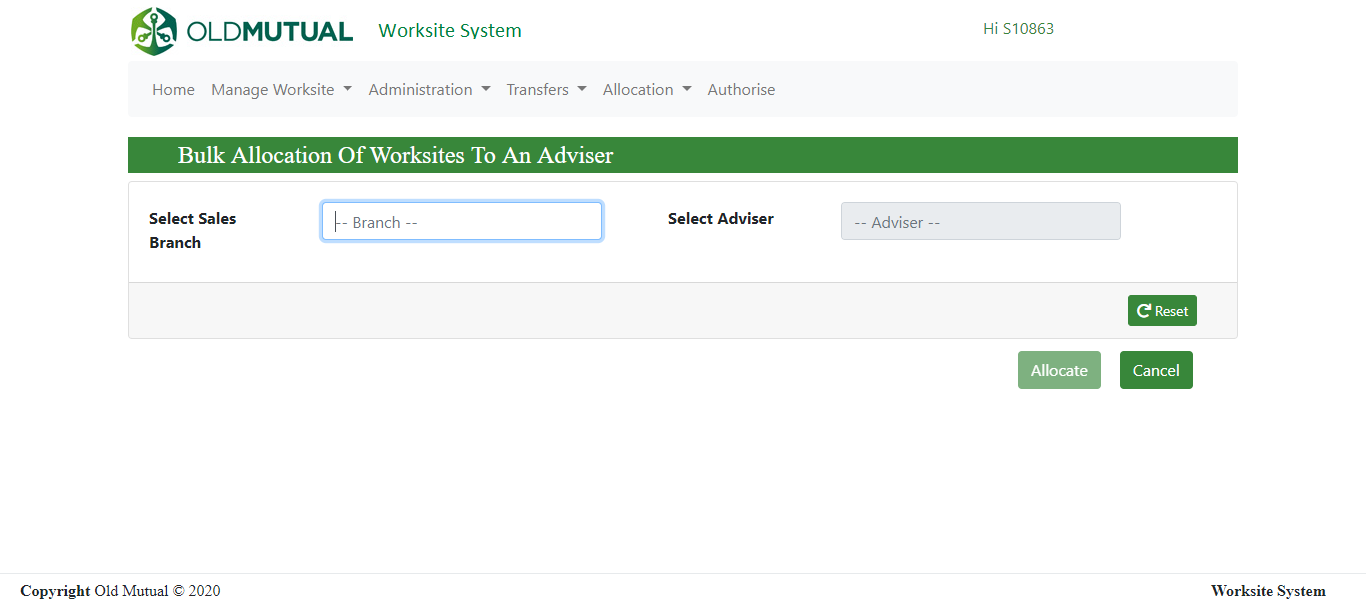 OLDMUTUAL Worksite System Hi S10863
Home Manage Worksite Administration Transfers Allocation Authorise
Bulk Allocation Of Worksites To An Adviser
Select Sales Branch
-- Branch --
Select Adviser
-- Adviser --
Reset
Allocate Cancel
Copyright Old Mutual © 2020 Worksite System